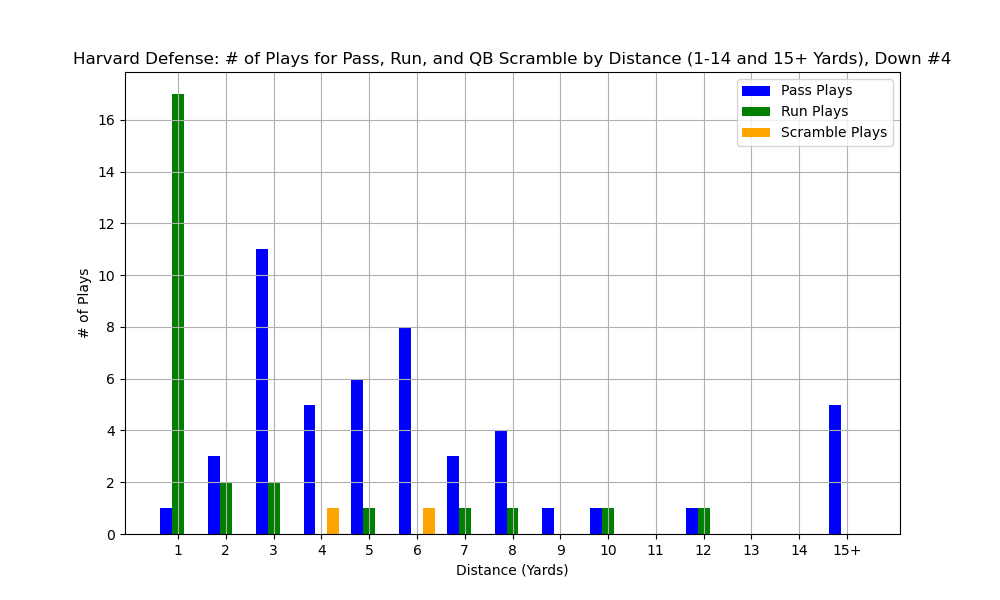 Harvard Defense: # of Plays for Pass, Run, and QB Scramble by Distance (1-14 and 15+ Yards), Down #4
Pass Plays
Run Plays
Scramble Plays
# of Plays
16
14
12
10
8
6
4
2
0
1 2 3 4 5 6 7 8 9 10 11 12 13 14 15+
Distance (Yards)